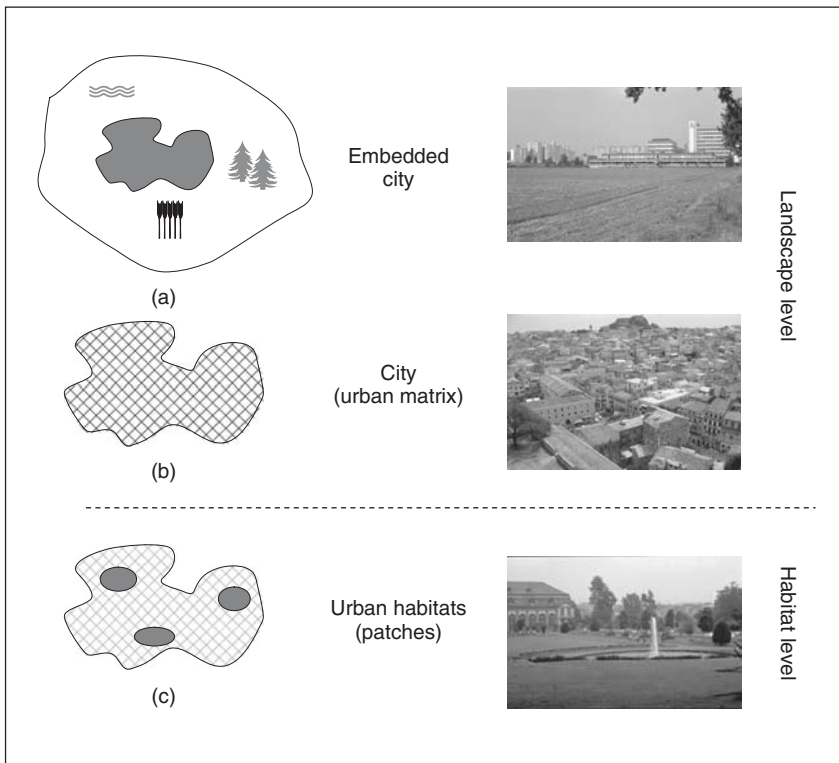 Embedded
city
(a)
Landscape level
City
(urban matrix)
(b)
Urban habitats
(patches)
Habitat level
(c)